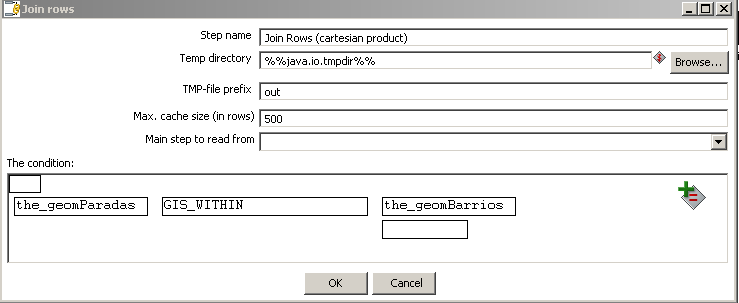 Join rows
Step name Join Rows (cartesian product)
Temp directory %%java.io.tmpdir%% Browse...
TMP-file prefix out
Max. cache size (in rows) 500
Main step to read from
The condition:
the_geomParadas GIS_WITHIN the_geomBarrios
OK Cancel